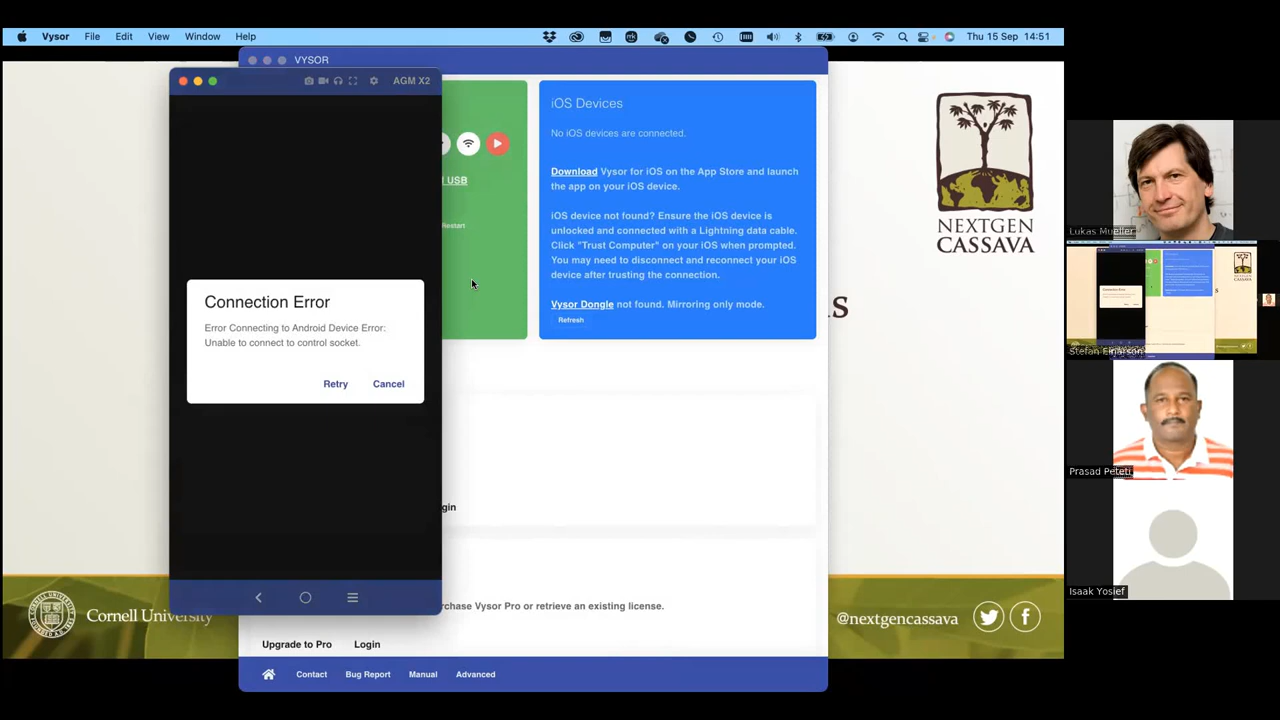 Vysor File Edit View Window Help
Thu 15 Sep 14:51
VYSOR
AGM X2
USB
Restart
iOS Devices
No iOS devices are connected.
Download Vysor for iOS on the App Store and launch
the app on your iOS device.
iOS device not found? Ensure the iOS device is
unlocked and connected with a Lightning data cable.
Click "Trust Computer" on your iOS when prompted.
You may need to disconnect and reconnect your iOS
device after trusting the connection.
Vysor Dongle not found. Mirroring only mode.
Refresh
Connection Error
Error Connecting to Android Device Error:
Unable to connect to control socket.
Retry Cancel
gin
rchase Vysor Pro or retrieve an existing license.
Upgrade to Pro Login
Contact Bug Report Manual Advanced
NEXTGEN
CASSAVA
s
Cornell University
@nextgencassava
Lukas Mueller
Stefan Einarson
Prasad Peteti
Isaak Yosief